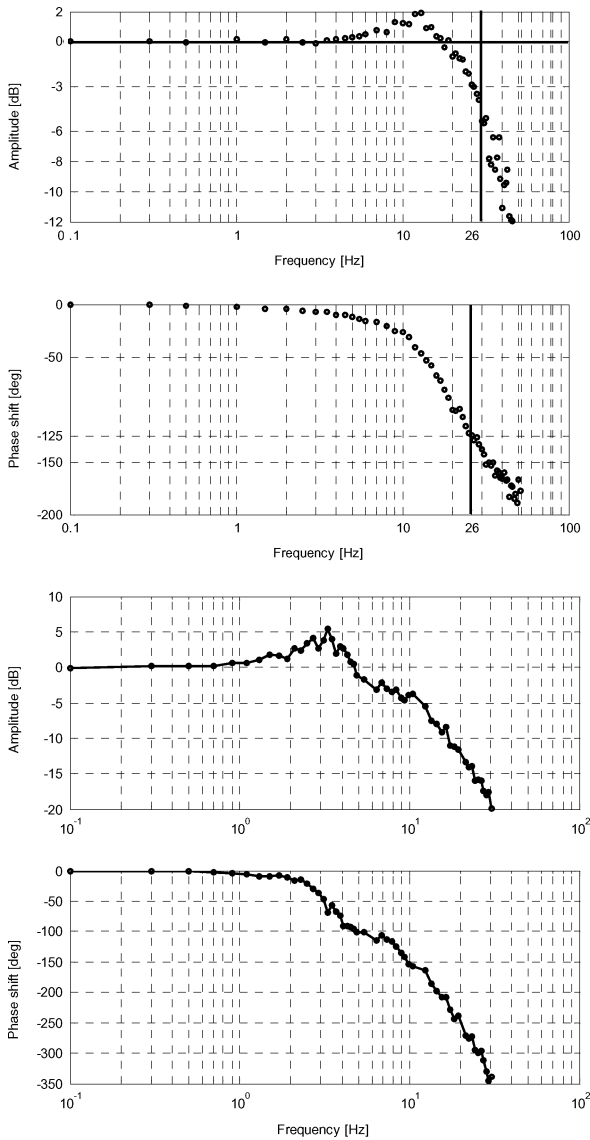 2
0
-3
-6
-8
-10
-12
Amplitude [dB]
0.1 1 10 26 100
Frequency [Hz]
0
-50
-125
-150
-200
Phase shift [deg]
0.1 1 10 26 100
Frequency [Hz]
10
5
0
-5
-10
-15
-20
Amplitude [dB]
10-1 100 101 102
Frequency [Hz]
0
-50
-100
-150
-200
-250
-300
-350
Phase shift [deg]
10-1 100 101 102
Frequency [Hz]